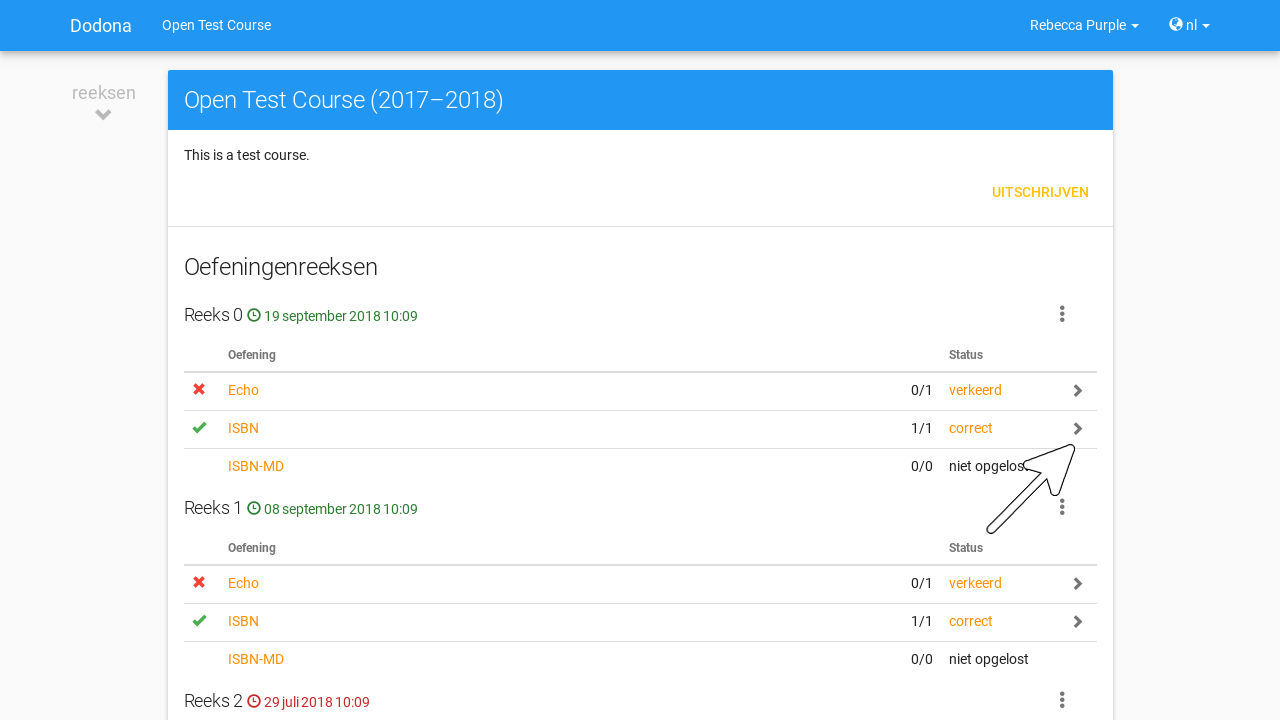 Dodona Open Test Course Rebecca Purple nl
reeksen
Open Test Course (2017–2018)
This is a test course.
UITSCHRIJVEN
Oefeningenreeksen
Reeks 0 19 september 2018 10:09
Oefening Status
Echo 0/1 verkeerd
ISBN 1/1 correct
ISBN-MD 0/0 niet opgelost
Reeks 1 08 september 2018 10:09
Oefening Status
Echo 0/1 verkeerd
ISBN 1/1 correct
ISBN-MD 0/0 niet opgelost
Reeks 2 29 juli 2018 10:09